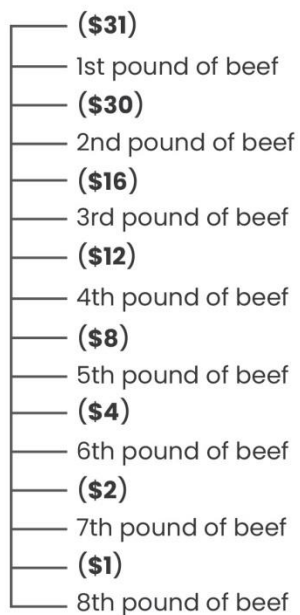 ($31)
1st pound of beef
($30)
2nd pound of beef
($16)
3rd pound of beef
($12)
4th pound of beef
($8)
5th pound of beef
($4)
6th pound of beef
($2)
7th pound of beef
($1)
8th pound of beef